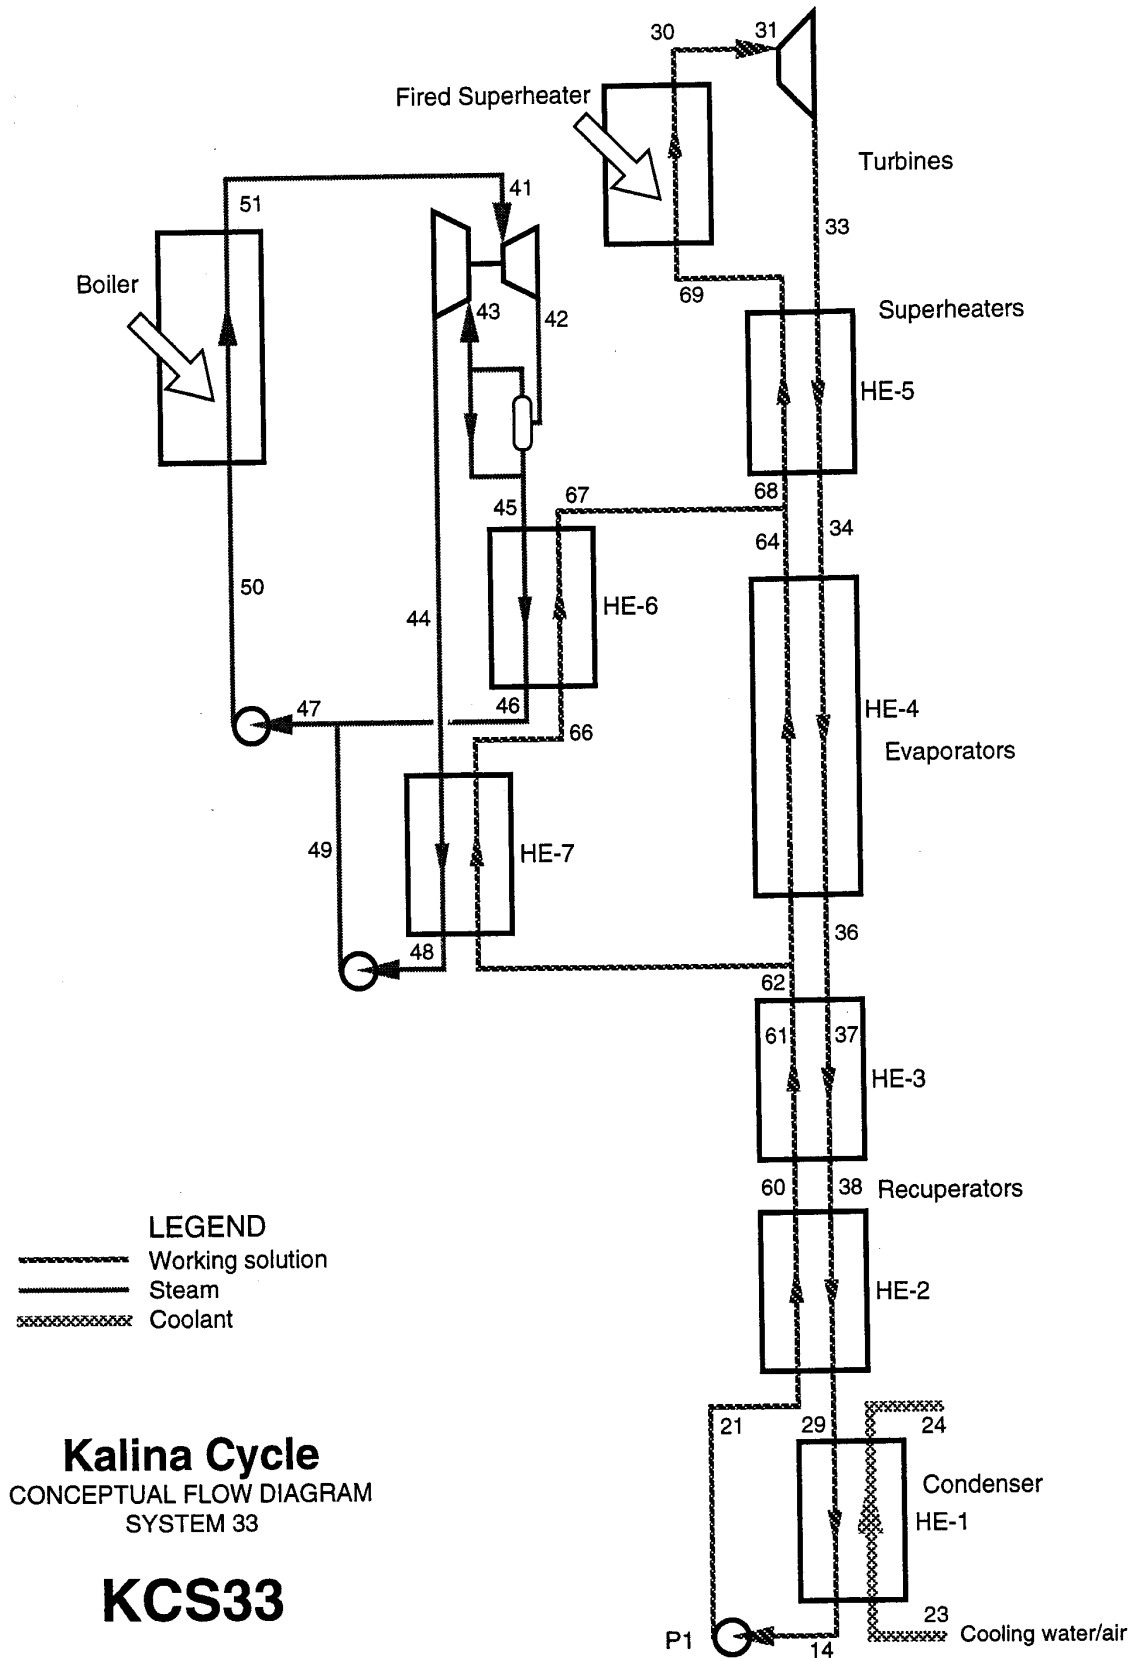 30
31
Fired Superheater
Turbines
41
51
33
Boiler
69
43
42
Superheaters
HE-5
67
68
45
34
64
50
HE-6
44
46
47
66
HE-4
Evaporators
49
HE-7
36
48
62
61
37
HE-3
60
38
Recuperators
LEGEND
Working solution
Steam
Coolant
HE-2
21
29
24
Kalina Cycle
CONCEPTUAL FLOW DIAGRAM
SYSTEM 33
Condenser
HE-1
KCS33
23
P1
14
Cooling water/air